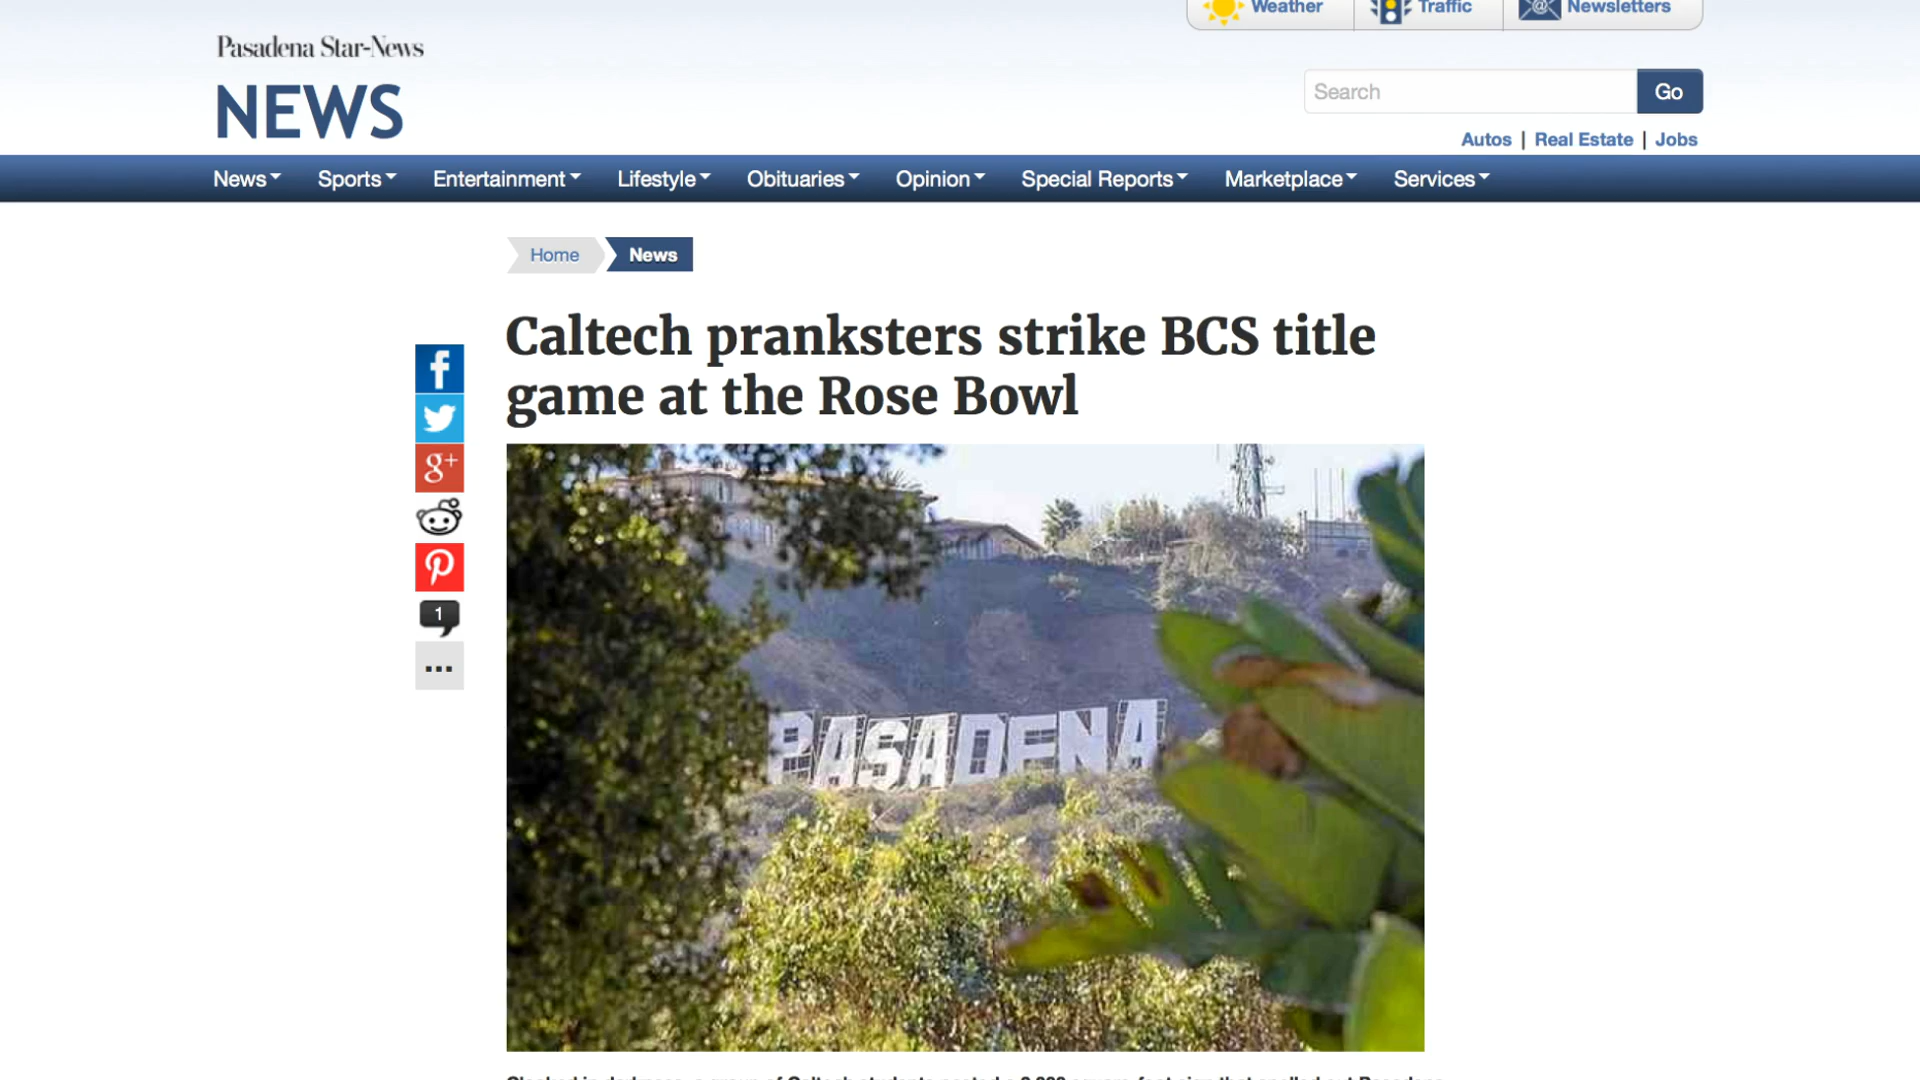 Weather Traffic Newsletters
Pasadena Star-News
NEWS
Search Go
Autos | Real Estate | Jobs
News Sports Entertainment Lifestyle Obituaries Opinion Special Reports Marketplace Services
Home News
Caltech pranksters strike BCS title
game at the Rose Bowl
f
g+
1
...
PASADENA